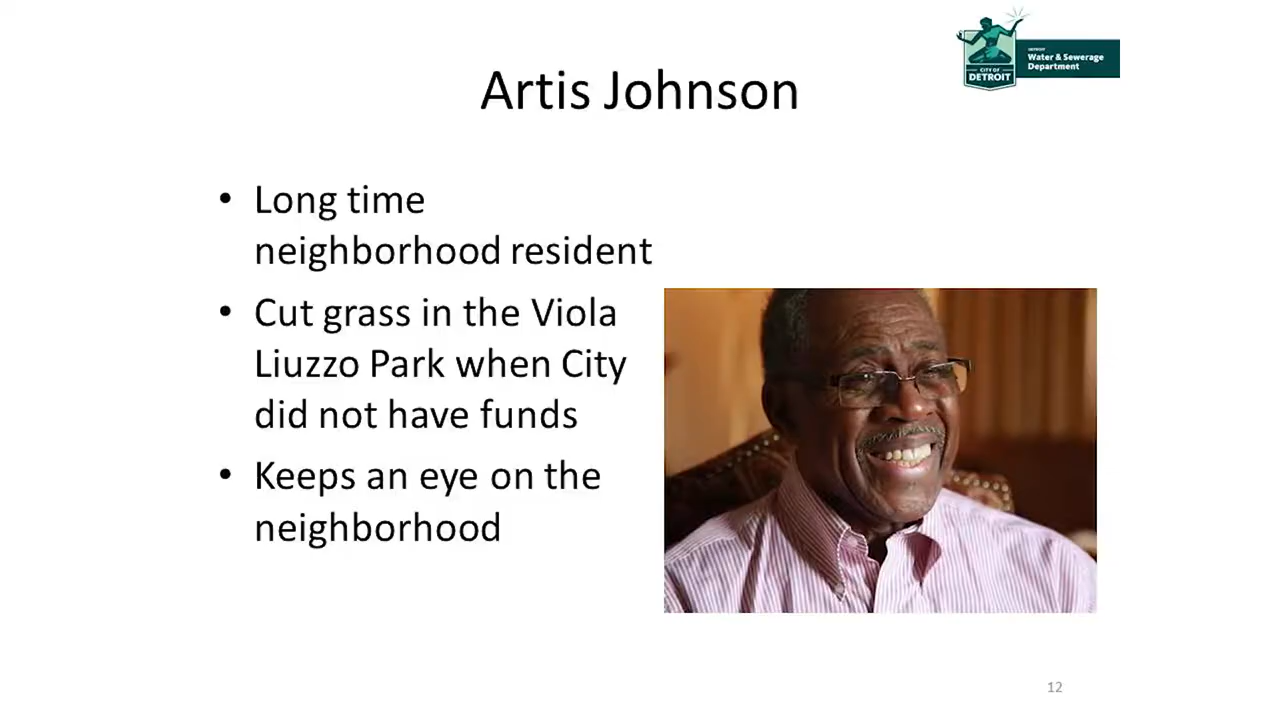 Artis Johnson
CITY OF
DETROIT
DETROIT
Water & Sewerage
Department
• Long time
neighborhood resident
• Cut grass in the Viola
Liuzzo Park when City
did not have funds
• Keeps an eye on the
neighborhood
12